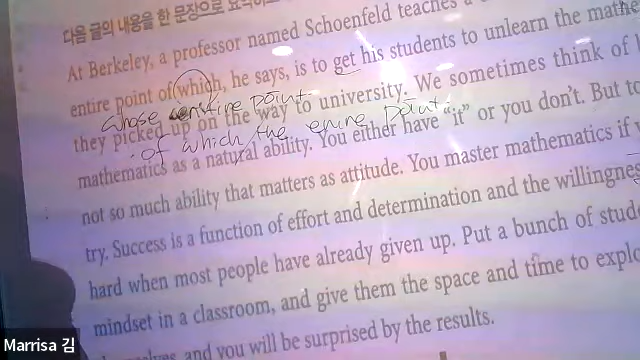 다음 글의 내용을 한 문장으로
At Berkeley, a professor named Schoenfeld teaches a
entire point of which, he says, is to get his students to unlearn the mathe
whose entire point
they picked up on the way to university. We sometimes think of
of which the entire point
mathematics as a natural ability. You either have “it” or you don’t. But to
not so much ability that matters as attitude. You master mathematics if
try. Success is a function of effort and determination and the willingnes
hard when most people have already given up. Put a bunch of stud
mindset in a classroom, and give them the space and time to explo
and you will be surprised by the results.
Marrisa 김